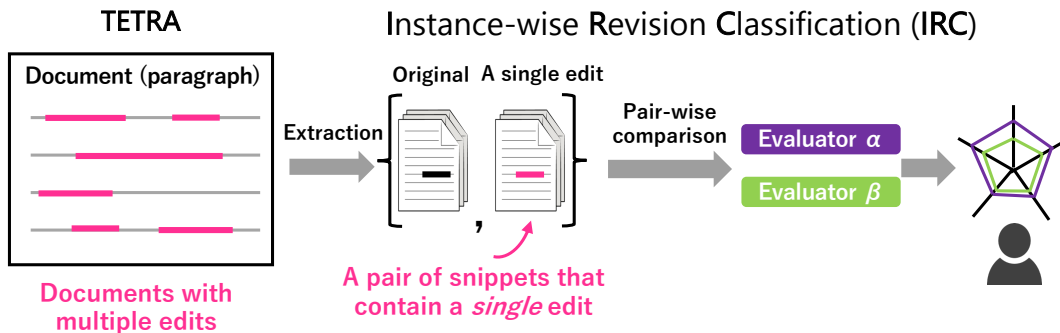 TETRA
Instance-wise Revision Classification (IRC)
Document (paragraph)
Original
A single edit
Extraction
,
Pair-wise
comparison
Evaluator α
Evaluator β
Documents with
multiple edits
A pair of snippets that
contain a single edit